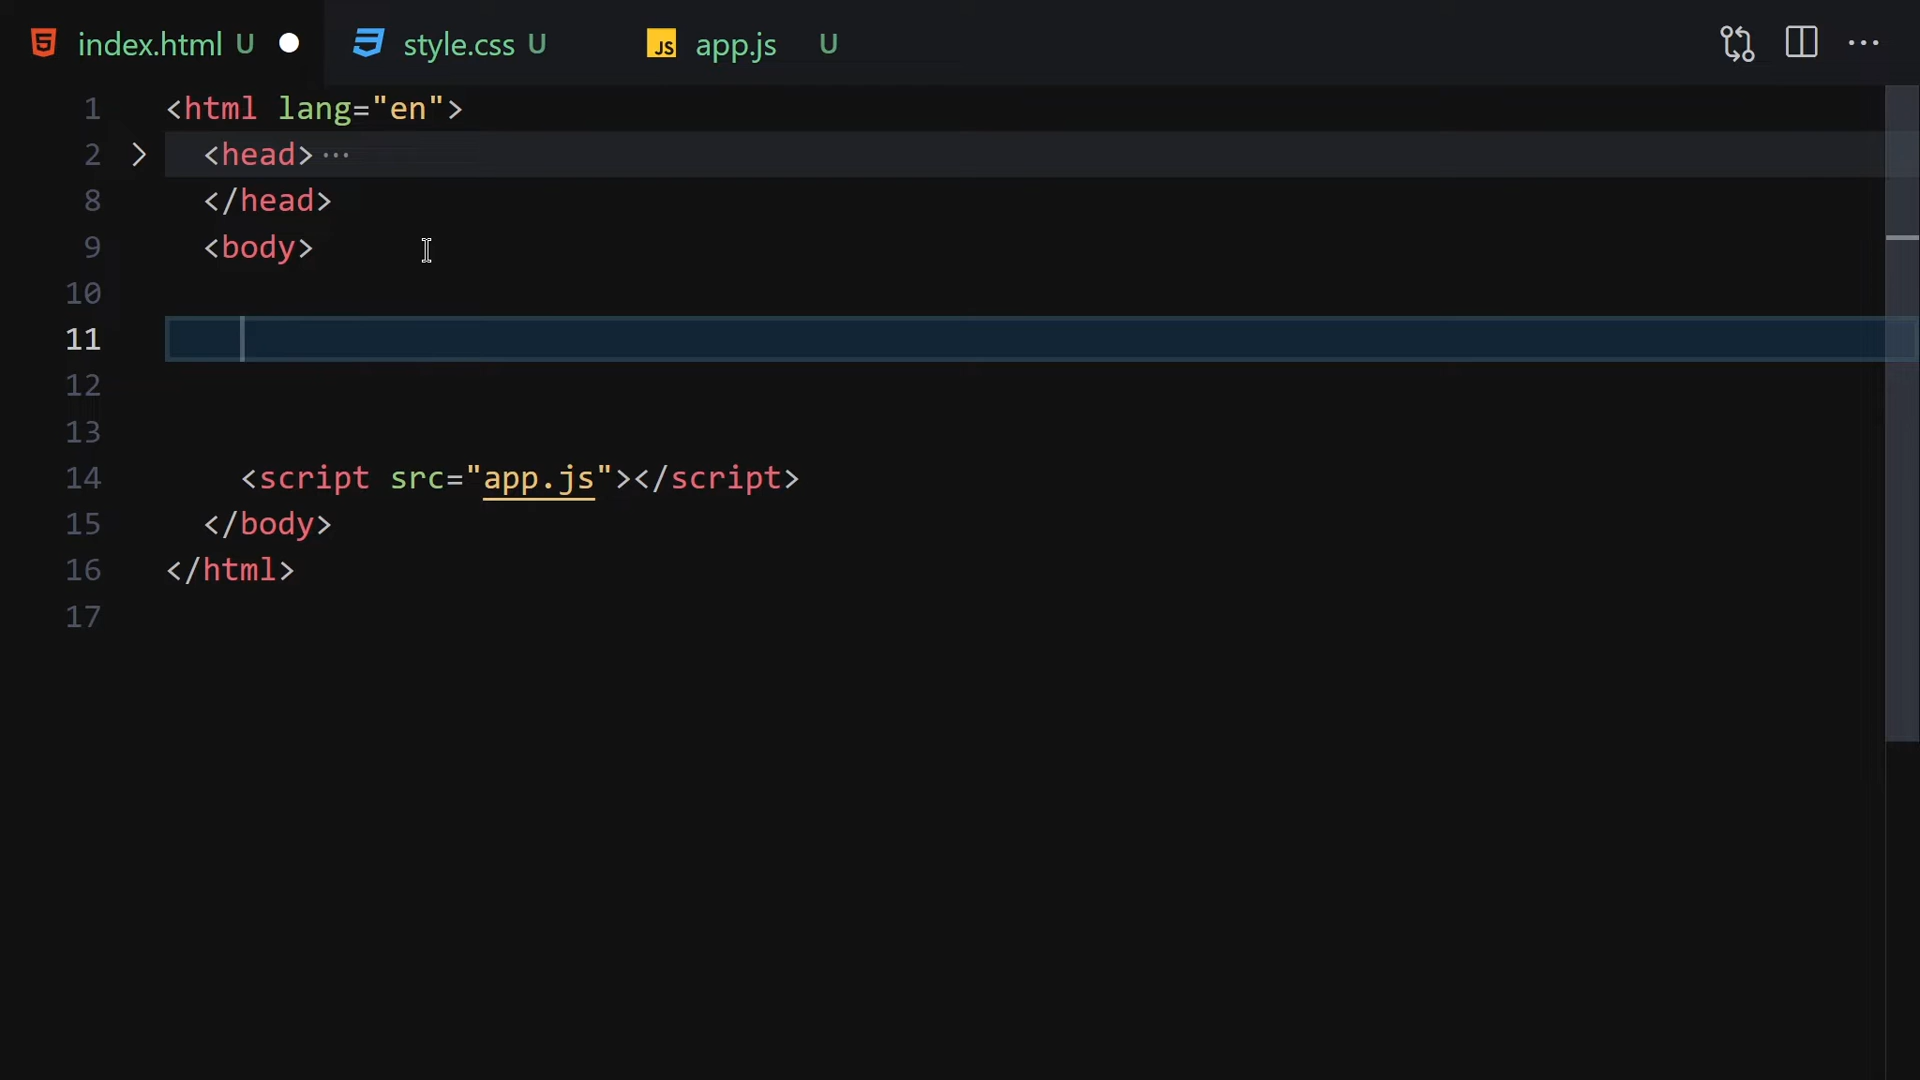 index.html U style.css U JS app.js U
1 <html lang="en">
2 <head>···
8 </head>
9 <body>
10
11
12
13
14 <script src="app.js"></script>
15 </body>
16 </html>
17